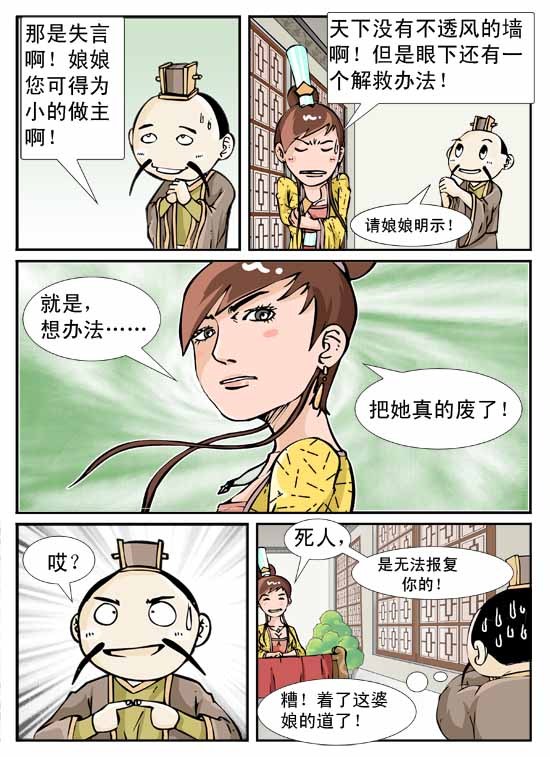 那是失言
啊！娘娘
您可得为
小的做主
啊！
天下没有不透风的墙
啊！但是眼下还有一
个解救办法！
请娘娘明示！
就是，
想办法……
把她真的废了！
哎？
死人，
是无法报复
你的！
糟！着了这婆
娘的道了！